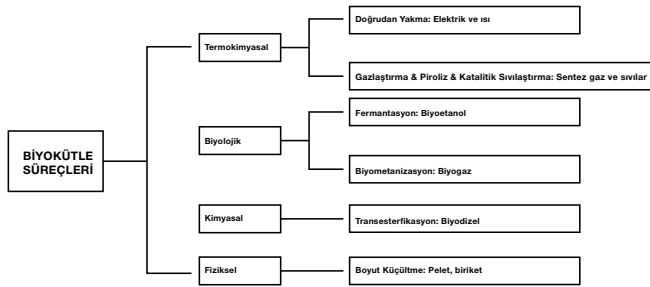 Doğrudan Yakma: Elektrik ve ısı
Termokimyasal
Gazlaştırma & Piroliz & Katalitik Sıvılaştırma: Sentez gaz ve sıvılar
Fermantasyon: Biyoetanol
Biyolojik
BİYOKÜTLE
SÜREÇLERİ
Biyometanizasyon: Biyogaz
Kimyasal
Transesterfikasyon: Biyodizel
Fiziksel
Boyut Küçültme: Pelet, biriket